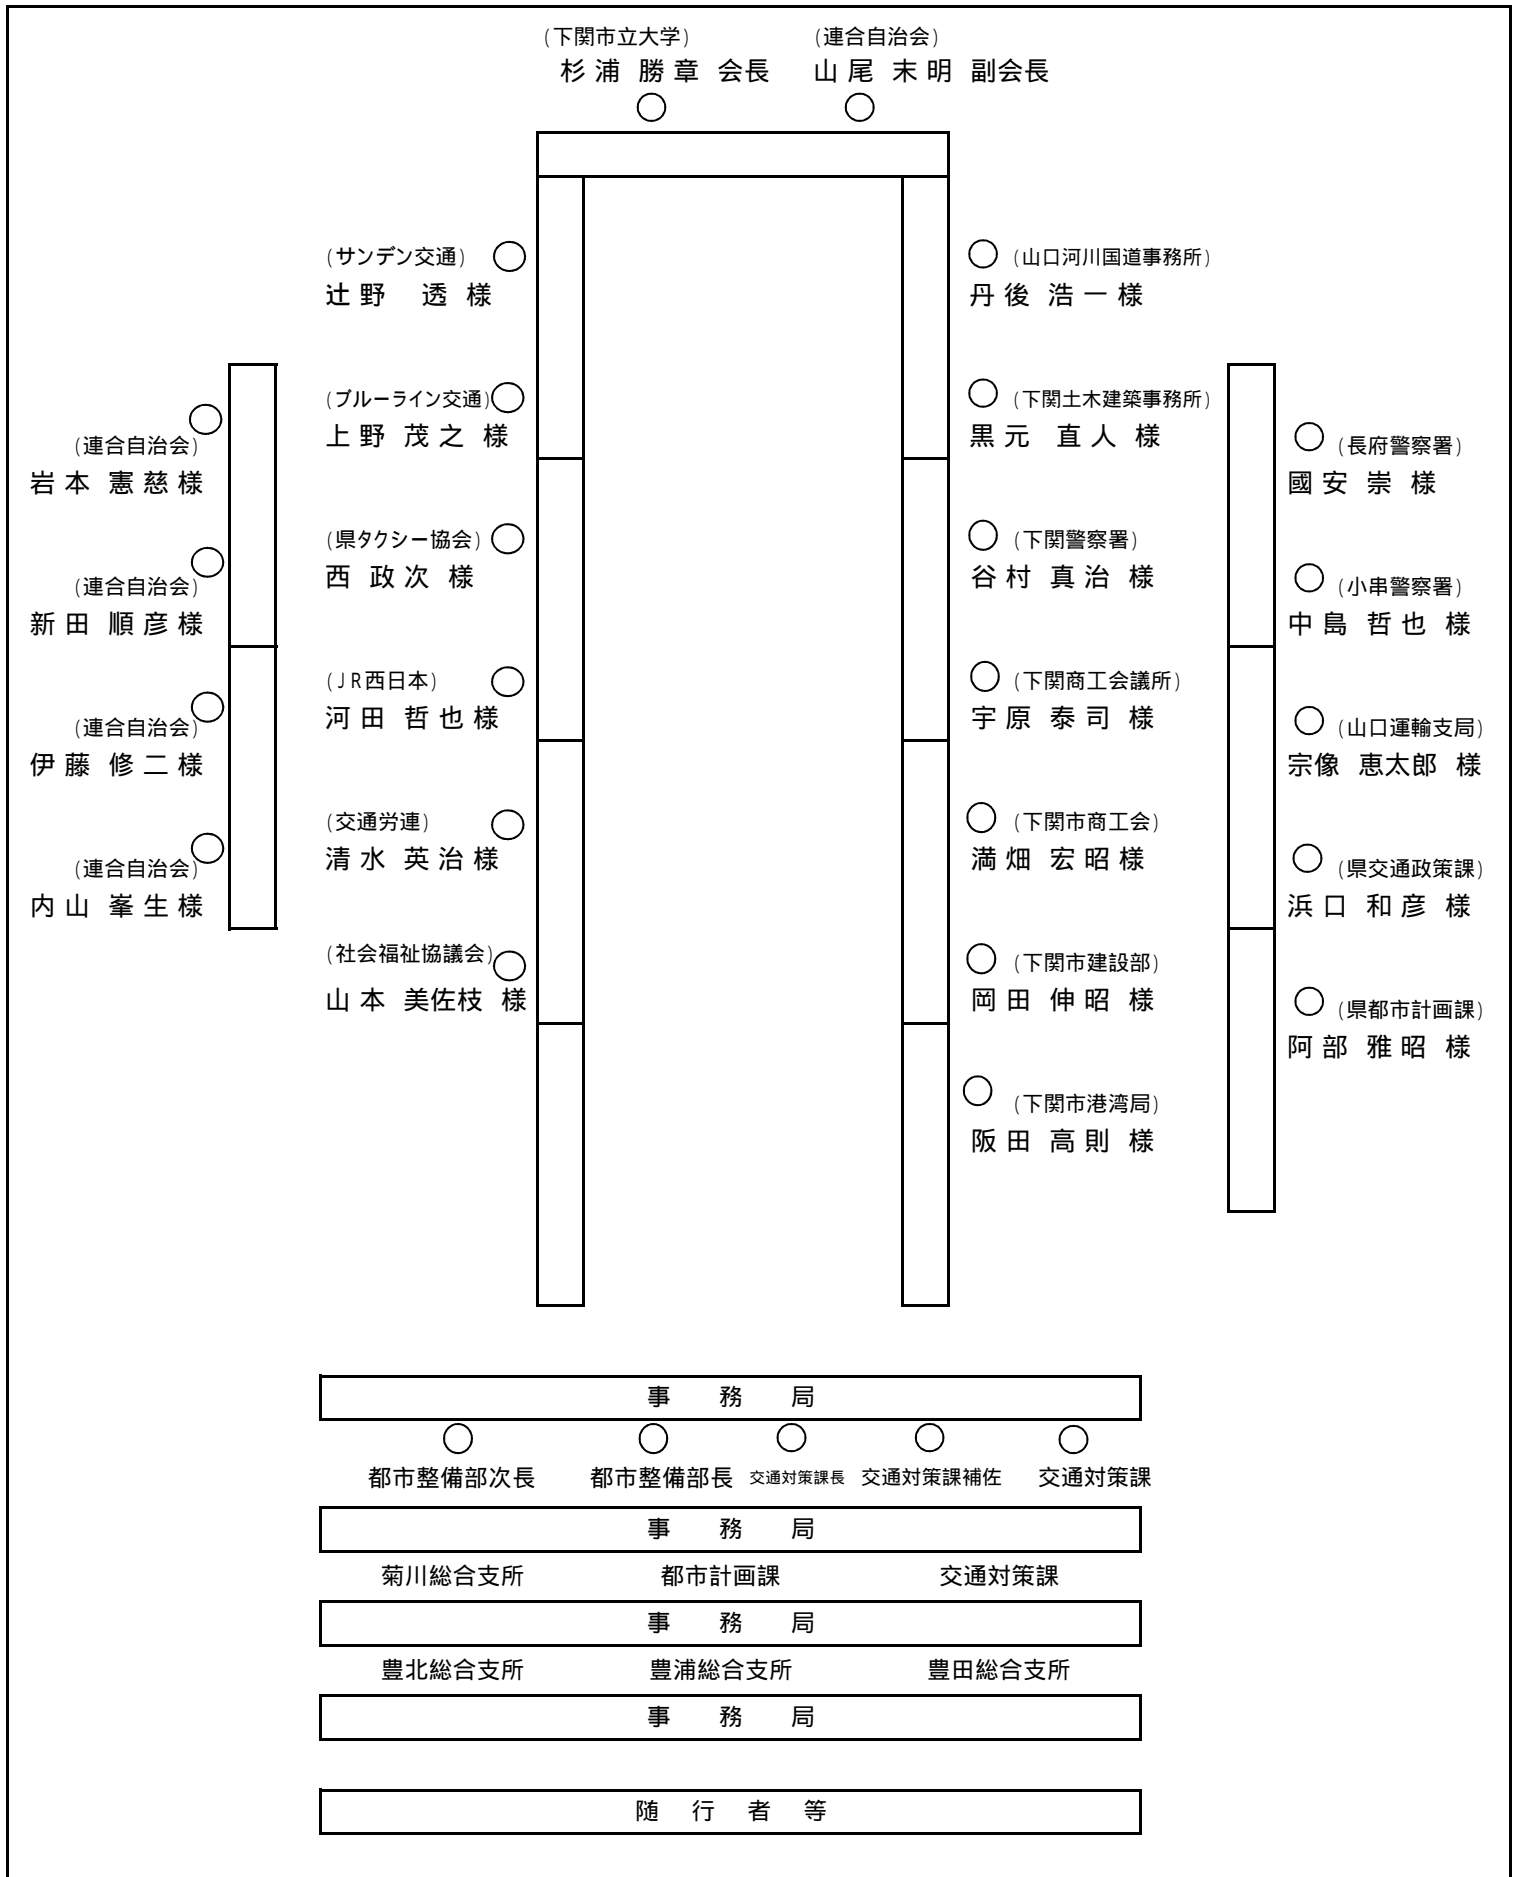 (下関市立大学)
杉浦 勝章 会長
(連合自治会)
山尾 末明 副会長
(サンデン交通)
辻野 透 様
(ブルーライン交通)
上野 茂之 様
(県タクシー協会)
西 政次 様
(JR西日本)
河田 哲也様
(交通労連)
清水 英治様
(社会福祉協議会)
山本 美佐枝 様
(山口河川国道事務所)
丹後 浩一様
(下関土木建築事務所)
黒元 直人 様
(下関警察署)
谷村 真治 様
(下関商工会議所)
宇原 泰司 様
(下関市商工会)
満畑 宏昭様
(下関市建設部)
岡田 伸昭 様
(下関市港湾局)
阪田 高則 様
(連合自治会)
岩本 憲慈様
(連合自治会)
新田 順彦様
(連合自治会)
伊藤 修二様
(連合自治会)
内山 峯生様
(長府警察署)
國安 崇 様
(小串警察署)
中島 哲也 様
(山口運輸支局)
宗像 恵太郎 様
(県交通政策課)
浜口 和彦 様
(県都市計画課)
阿部 雅昭 様
事 務 局
都市整備部次長 都市整備部長 交通対策課長 交通対策課補佐 交通対策課
事 務 局
菊川総合支所 都市計画課 交通対策課
事 務 局
豊北総合支所 豊浦総合支所 豊田総合支所
事 務 局
随 行 者 等